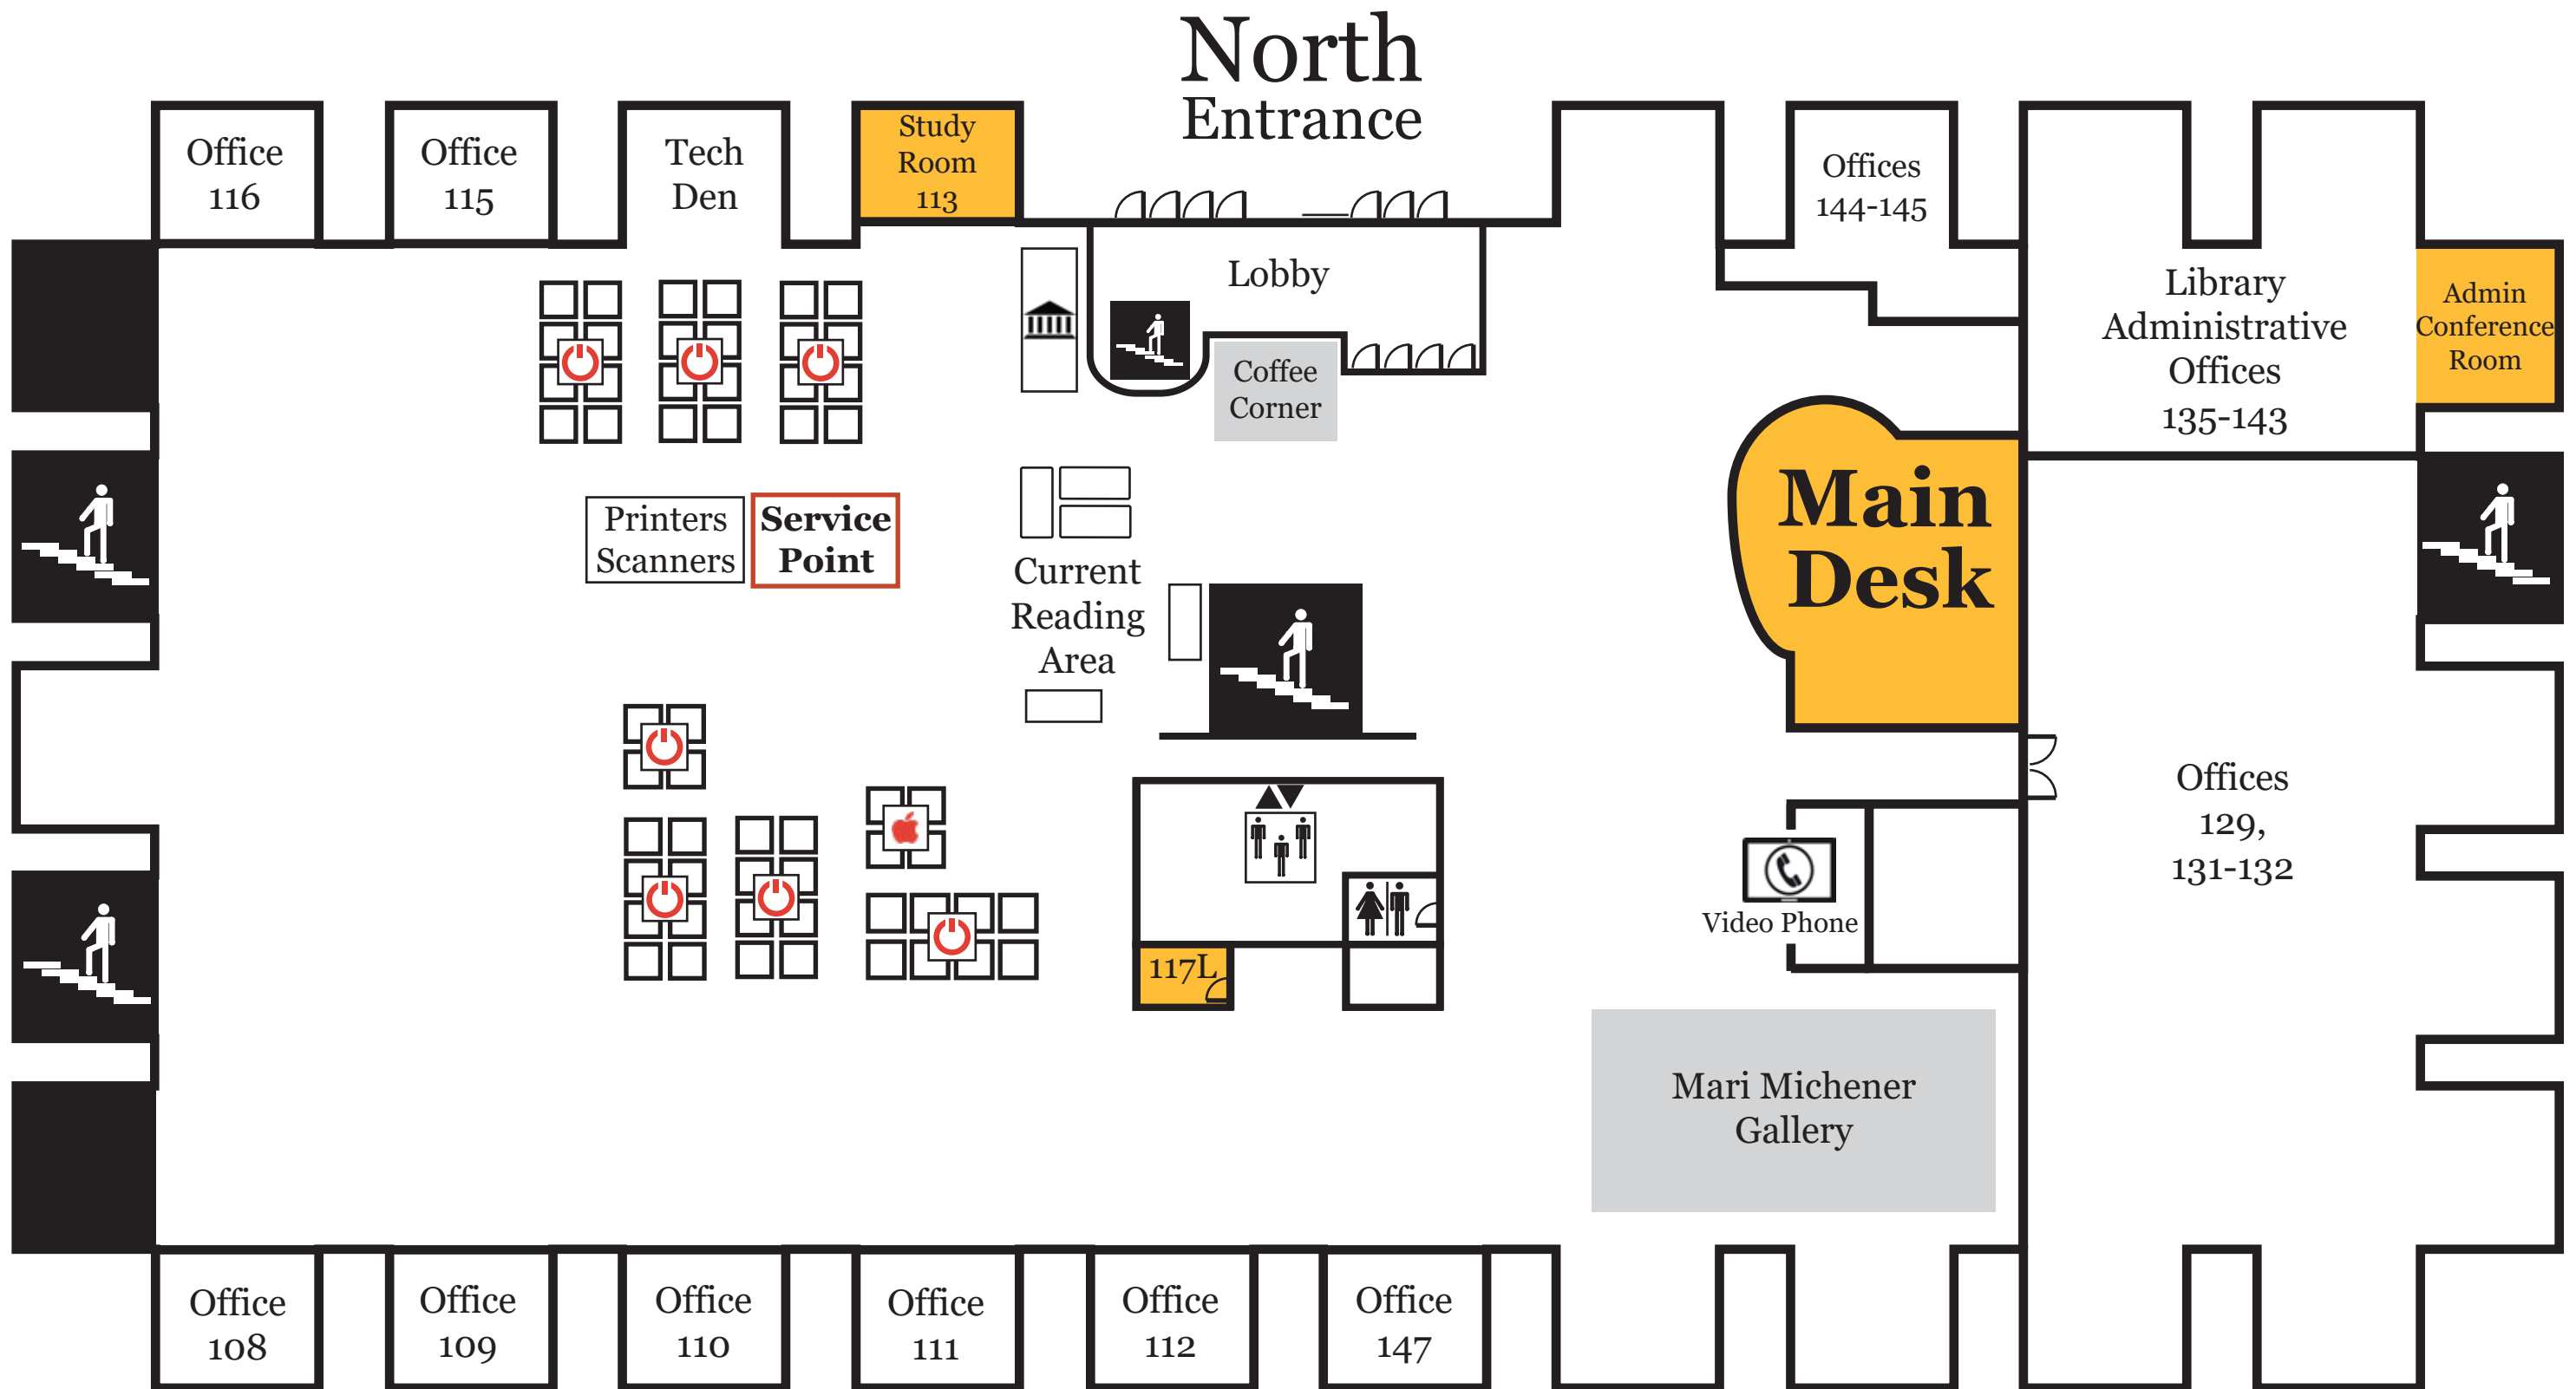 North
Entrance
Office
116
Office
115
Tech
Den
Study
Room
113
Offices
144-145
Lobby
Library
Administrative
Offices
135-143
Admin
Conference
Room
Coffee
Corner
Printers
Scanners
Service
Point
Current
Reading
Area
Main
Desk
Offices
129,
131-132
Video Phone
117L
Mari Michener
Gallery
Office
108
Office
109
Office
110
Office
111
Office
112
Office
147